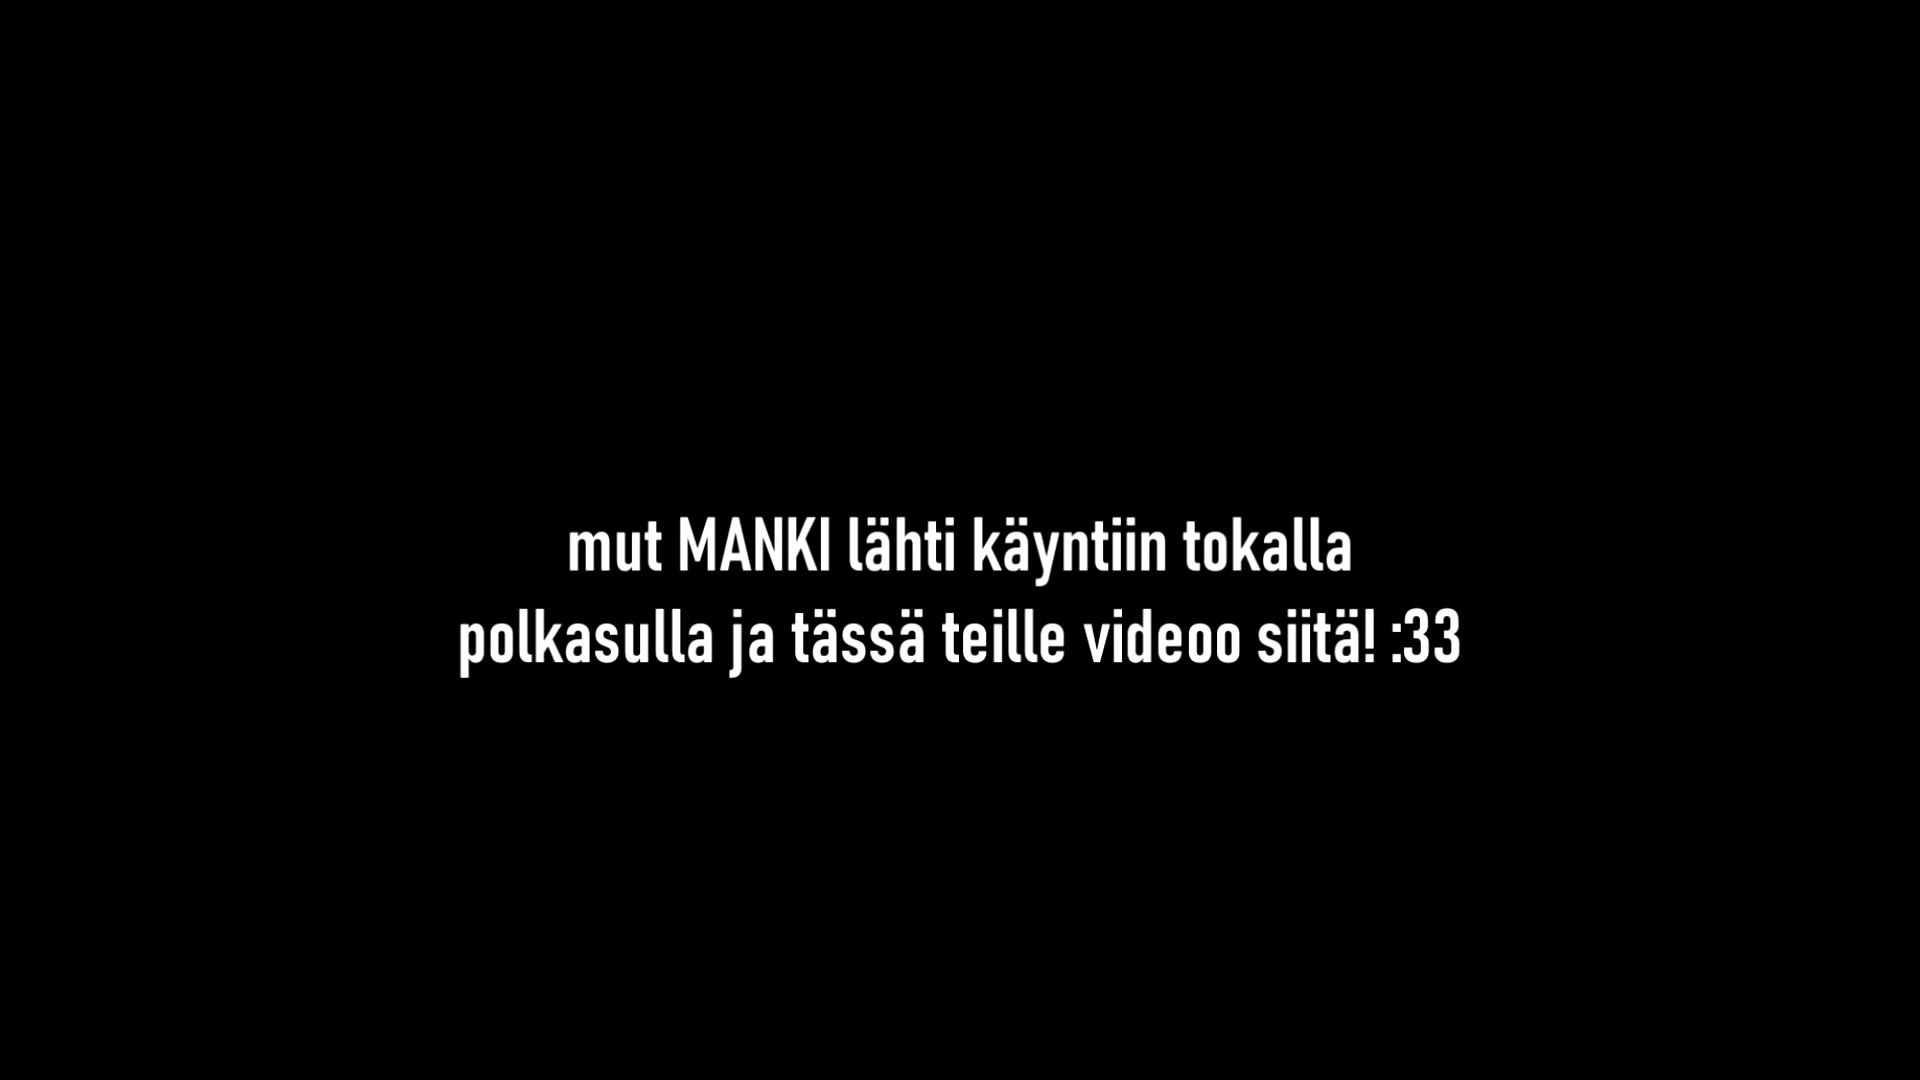 mut MANKI lähti käyntiin tokalla
polkasulla ja tässä teille videoo siitä! :33